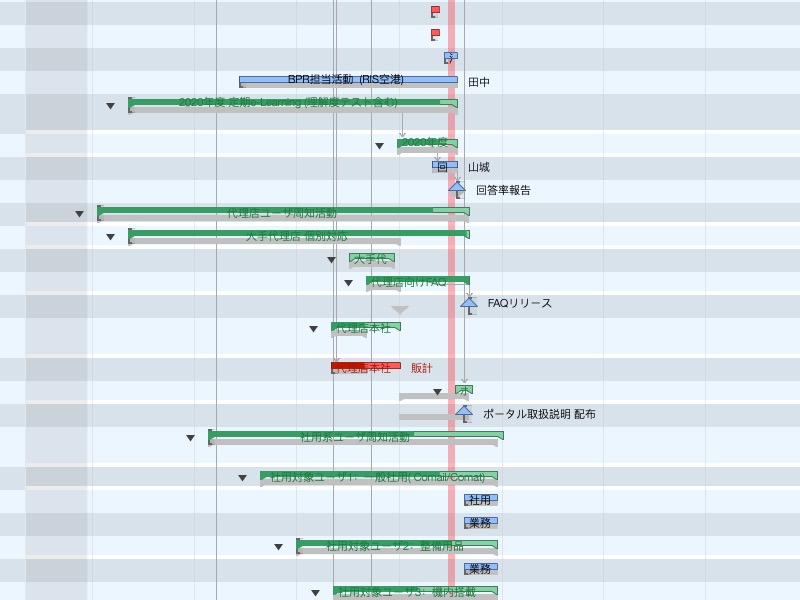 BPR担当活動 (RIS空港)
田中
2020年度 定期e-Learning (理解度テスト含む)
2020年度
回
山城
回答率報告
代理店ユーザ周知活動
大手代理店 個別対応
大手代
代理店向けFAQ
FAQリリース
代理店本社
代理店本社
販計
ポ
ポータル取扱説明 配布
社用系ユーザ周知活動
社用対象ユーザ1：一般社用( Comail/Comat)
社用
業務
社用対象ユーザ2：整備用品
業務
社用対象ユーザ3：機内搭載